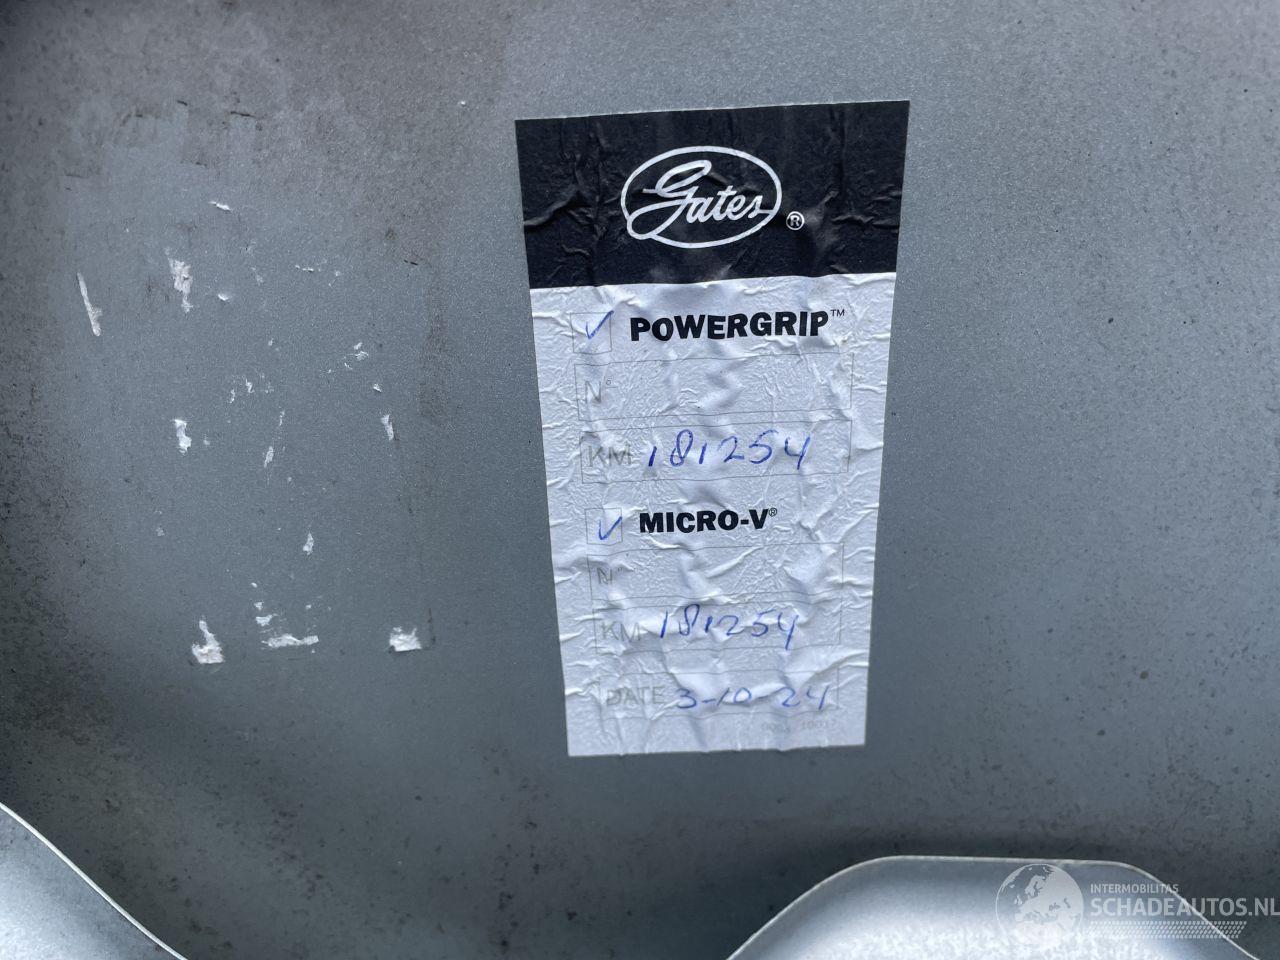 Gates ®
✓ POWERGRIP™
N°
KM 181254
✓ MICRO-V®
N°
KM 181254
DATE 3-10-24
INTERMOBILITAS
SCHADEAUTOS.NL